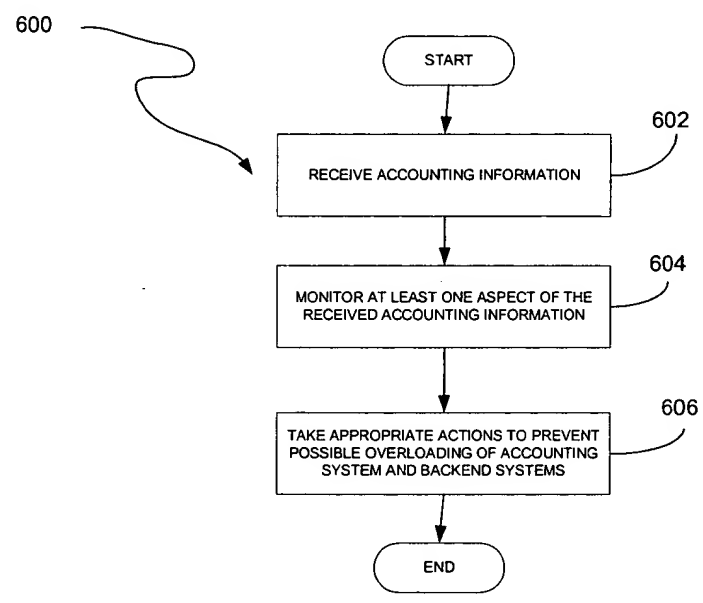 600
START
602
RECEIVE ACCOUNTING INFORMATION
604
MONITOR AT LEAST ONE ASPECT OF THE
RECEIVED ACCOUNTING INFORMATION
606
TAKE APPROPRIATE ACTIONS TO PREVENT
POSSIBLE OVERLOADING OF ACCOUNTING
SYSTEM AND BACKEND SYSTEMS
END